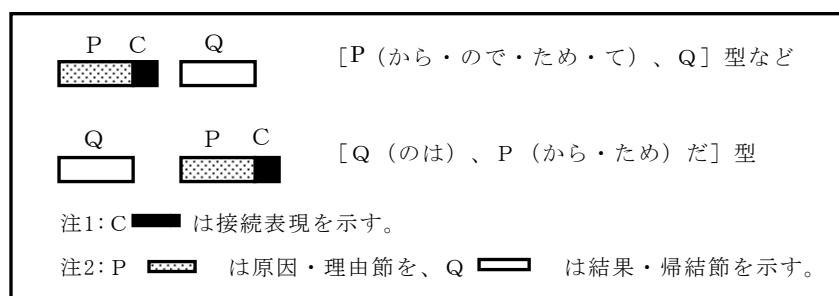 P C Q
[P(から・ので・ため・て)、Q]型など
Q P C
[Q(のは)、P(から・ため)だ]型
注1:C は接続表現を示す。
注2:P は原因・理由節を、Q は結果・帰結節を示す。